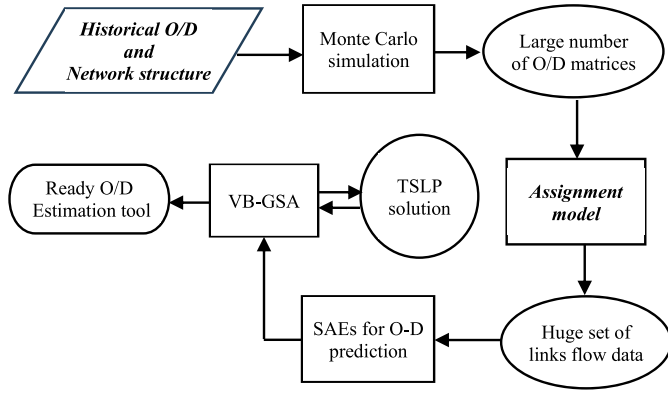 Historical O/D
and
Network structure
Monte Carlo
simulation
Large number
of O/D matrices
Ready O/D
Estimation tool
VB-GSA
TSLP
solution
Assignment
model
SAEs for O-D
prediction
Huge set of
links flow data